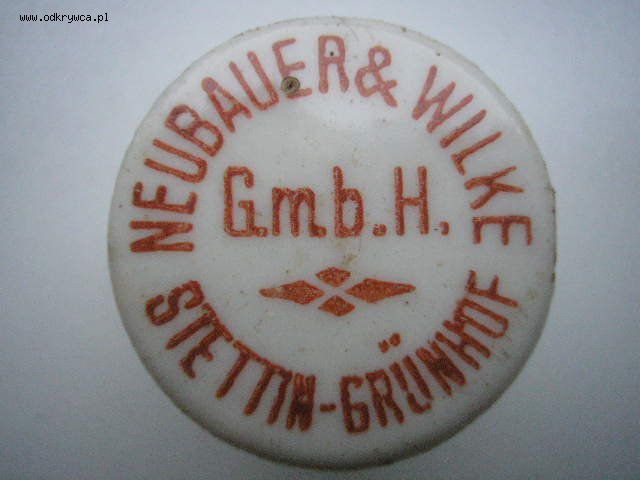 www.odkrywca.pl
NEUBAUER & WILKE
G.m.b.H.
STETTIN-GRÜNHOF